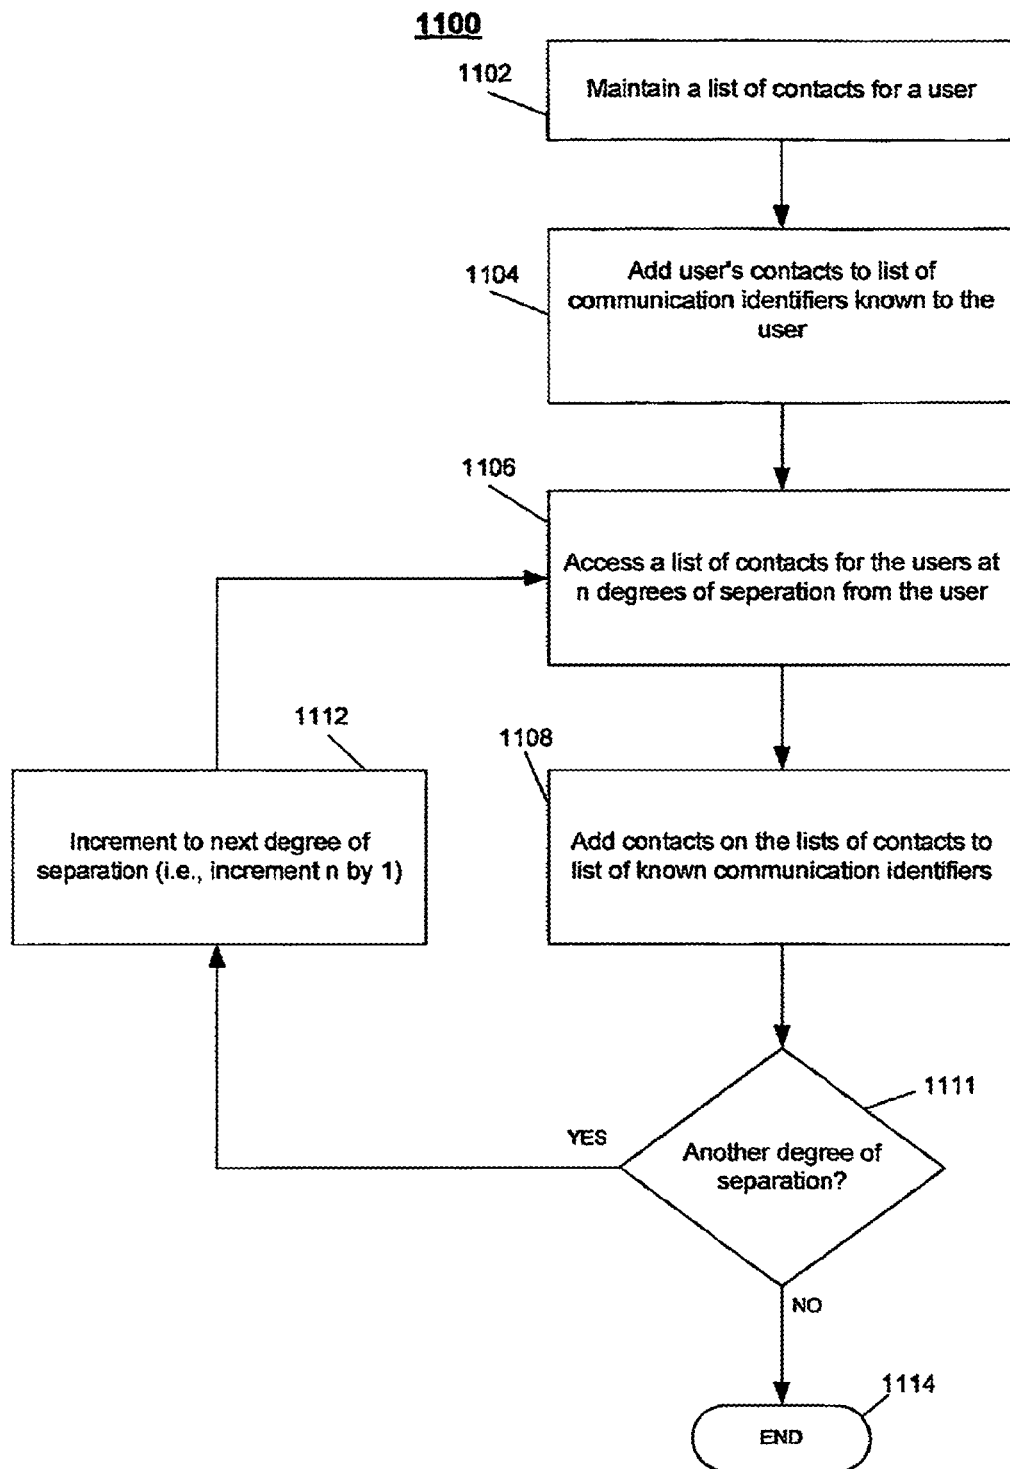 1100
1102
Maintain a list of contacts for a user
1104
Add user's contacts to list of
communication identifiers known to the
user
1106
Access a list of contacts for the users at
n degrees of seperation from the user
1112
Increment to next degree of
separation (i.e., increment n by 1)
1108
Add contacts on the lists of contacts to
list of known communication identifiers
1111
YES
Another degree of
separation?
NO
1114
END